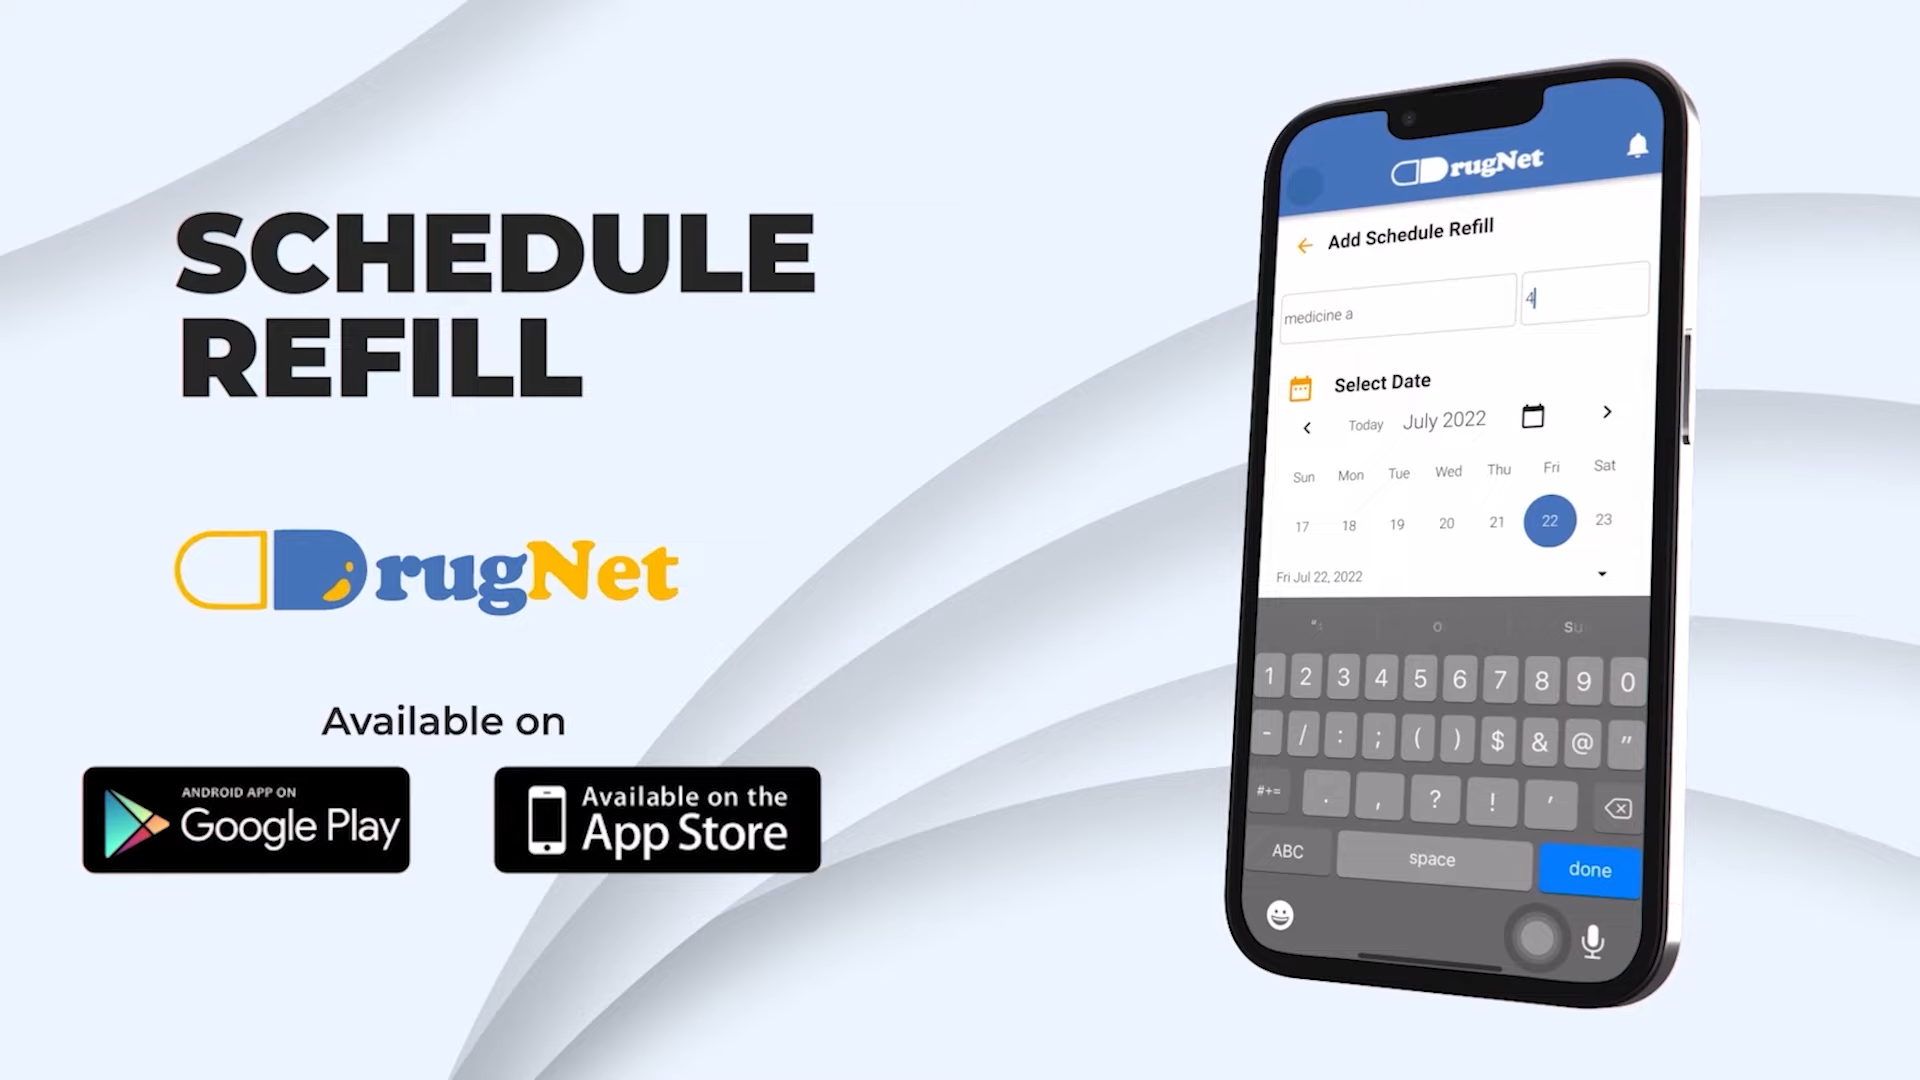 SCHEDULE
REFILL
DrugNet
Available on
ANDROID APP ON
Google Play
Available on the
App Store
DrugNet
Add Schedule Refill
medicine a
4
Select Date
Today July 2022
Sun Mon Tue Wed Thu Fri Sat
17 18 19 20 21 22 23
Fri Jul 22, 2022
1 2 3 4 5 6 7 8 9 0
- / : ; ( ) $ & @ "
#+= . , ? ! ' 
ABC space done